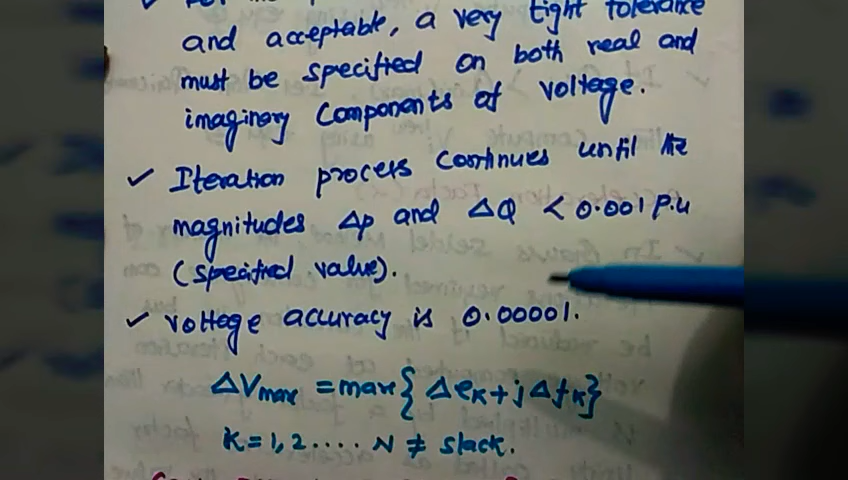 and acceptable, a very tight tolerance
must be specified on both real and
imaginary components of voltage.
✓ Iteration process continues until the
magnitudes Δp and ΔQ < 0.001 p.u
(specified value).
✓ voltage accuracy is 0.00001.
ΔVmax = max{Δeₖ + jΔfₖ}
K = 1, 2 .... N ≠ slack.